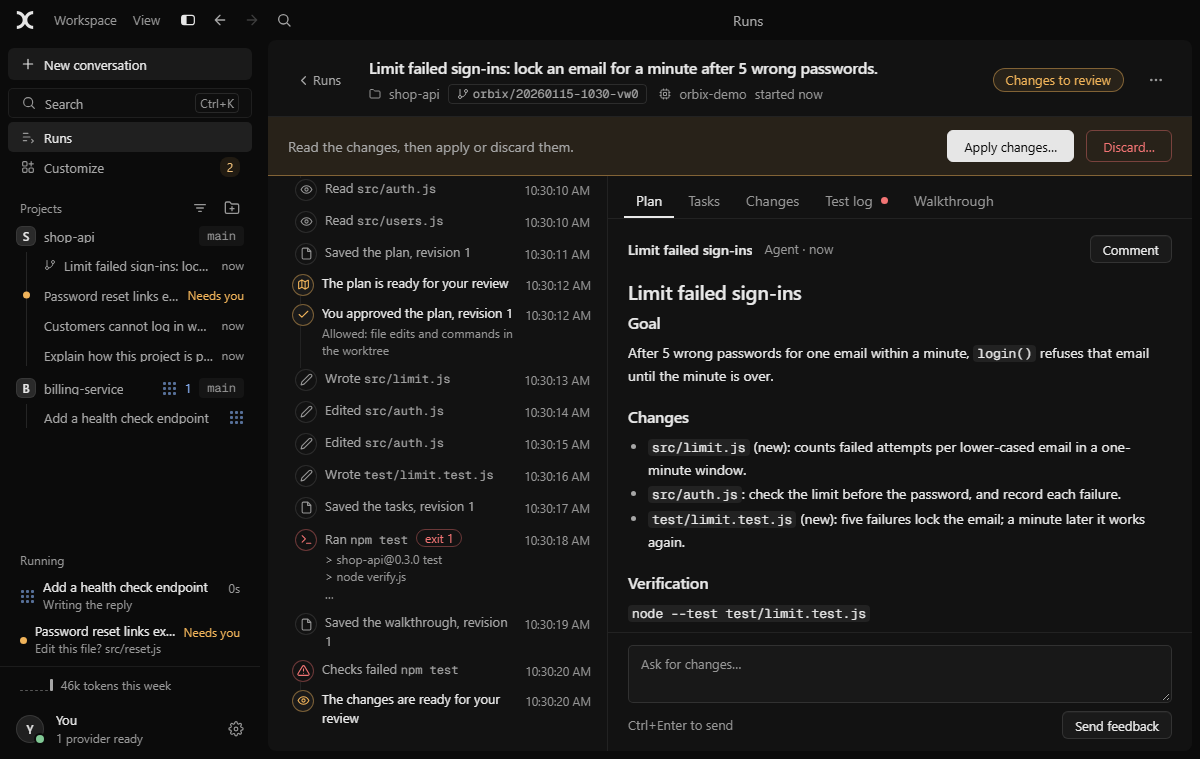 Workspace View
Runs
New conversation
Search Ctrl+K
Runs
Customize 2
Projects
S shop-api main
Limit failed sign-ins: loc... now
Password reset links e... Needs you
Customers cannot log in w... now
Explain how this project is p... now
B billing-service 1 main
Add a health check endpoint
Running
Add a health check endpoint 0s
Writing the reply
Password reset links ex... Needs you
Edit this file? src/reset.js
46k tokens this week
Y You
1 provider ready
Runs
Limit failed sign-ins: lock an email for a minute after 5 wrong passwords.
shop-api orbix/20260115-1030-vw0 orbix-demo started now
Changes to review
Read the changes, then apply or discard them.
Apply changes... Discard...
Read src/auth.js 10:30:10 AM
Read src/users.js 10:30:10 AM
Saved the plan, revision 1 10:30:11 AM
The plan is ready for your review 10:30:12 AM
You approved the plan, revision 1 10:30:12 AM
Allowed: file edits and commands in
the worktree
Wrote src/limit.js 10:30:13 AM
Edited src/auth.js 10:30:14 AM
Edited src/auth.js 10:30:15 AM
Wrote test/limit.test.js 10:30:16 AM
Saved the tasks, revision 1 10:30:17 AM
Ran npm test exit 1 10:30:18 AM
> shop-api@0.3.0 test
> node verify.js
...
Saved the walkthrough, revision 10:30:19 AM
1
Checks failed npm test 10:30:20 AM
The changes are ready for your 10:30:20 AM
review
Plan Tasks Changes Test log Walkthrough
Limit failed sign-ins Agent · now Comment
Limit failed sign-ins
Goal
After 5 wrong passwords for one email within a minute, login() refuses that email
until the minute is over.
Changes
• src/limit.js (new): counts failed attempts per lower-cased email in a one-
minute window.
• src/auth.js: check the limit before the password, and record each failure.
• test/limit.test.js (new): five failures lock the email; a minute later it works
again.
Verification
node --test test/limit.test.js
Ask for changes...
Ctrl+Enter to send Send feedback